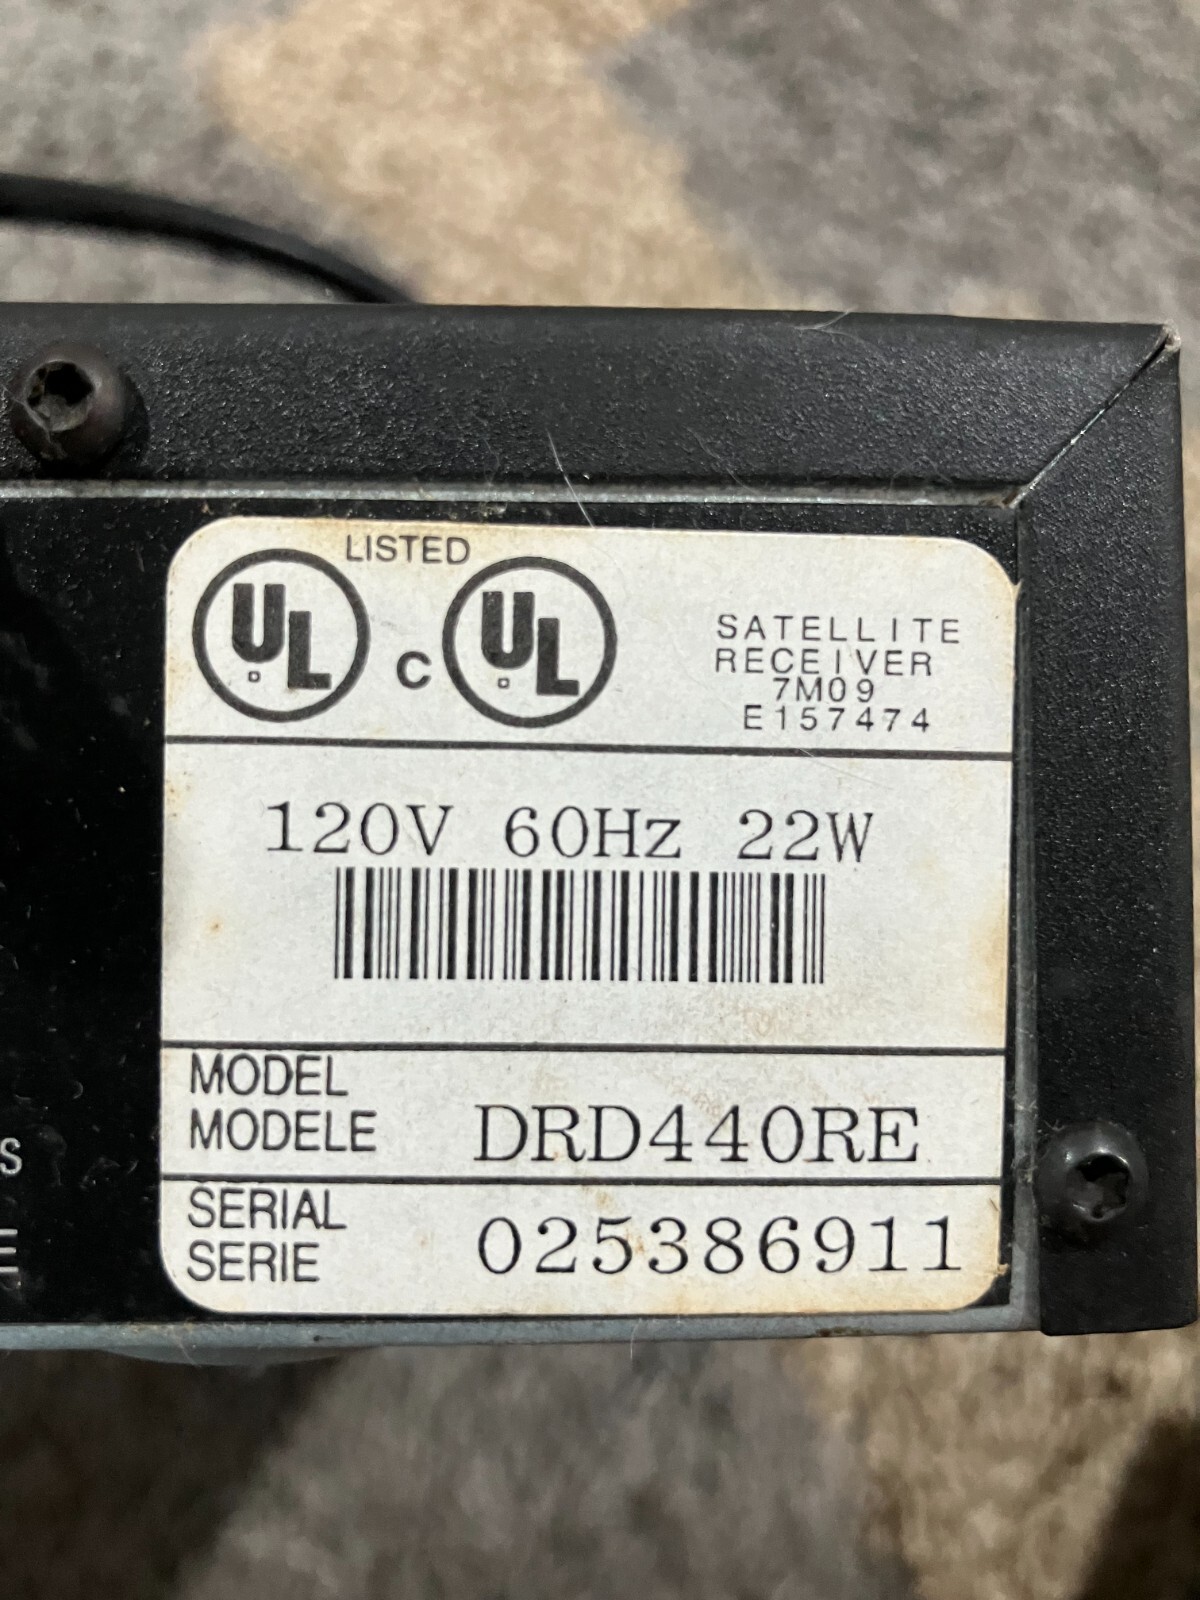 LISTED
UL
C UL
SATELLITE
RECEIVER
7M09
E157474
120V 60Hz 22W
MODEL
MODELE DRD440RE
SERIAL
SERIE 025386911
S